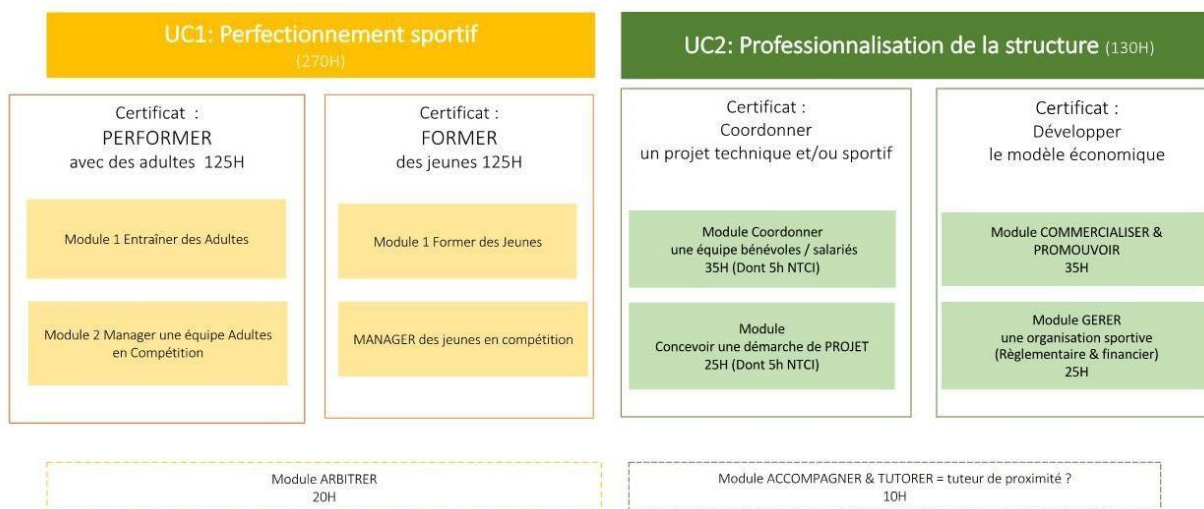 UC1: Perfectionnement sportif
(270H)
UC2: Professionnalisation de la structure (130H)
Certificat :
PERFORMER
avec des adultes 125H
Module 1 Entraîner des Adultes
Module 2 Manager une équipe Adultes
en Compétition
Certificat :
FORMER
des jeunes 125H
Module 1 Former des Jeunes
MANAGER des jeunes en compétition
Certificat :
Coordonner
un projet technique et/ou sportif
Module Coordonner
une équipe bénévoles / salariés
35H (Dont 5h NTCI)
Module
Concevoir une démarche de PROJET
25H (Dont 5h NTCI)
Certificat :
Développer
le modèle économique
Module COMMERCIALISER &
PROMOUVOIR
35H
Module GERER
une organisation sportive
(Règlementaire & financier)
25H
Module ARBITRER
20H
Module ACCOMPAGNER & TUTORER = tuteur de proximité ?
10H